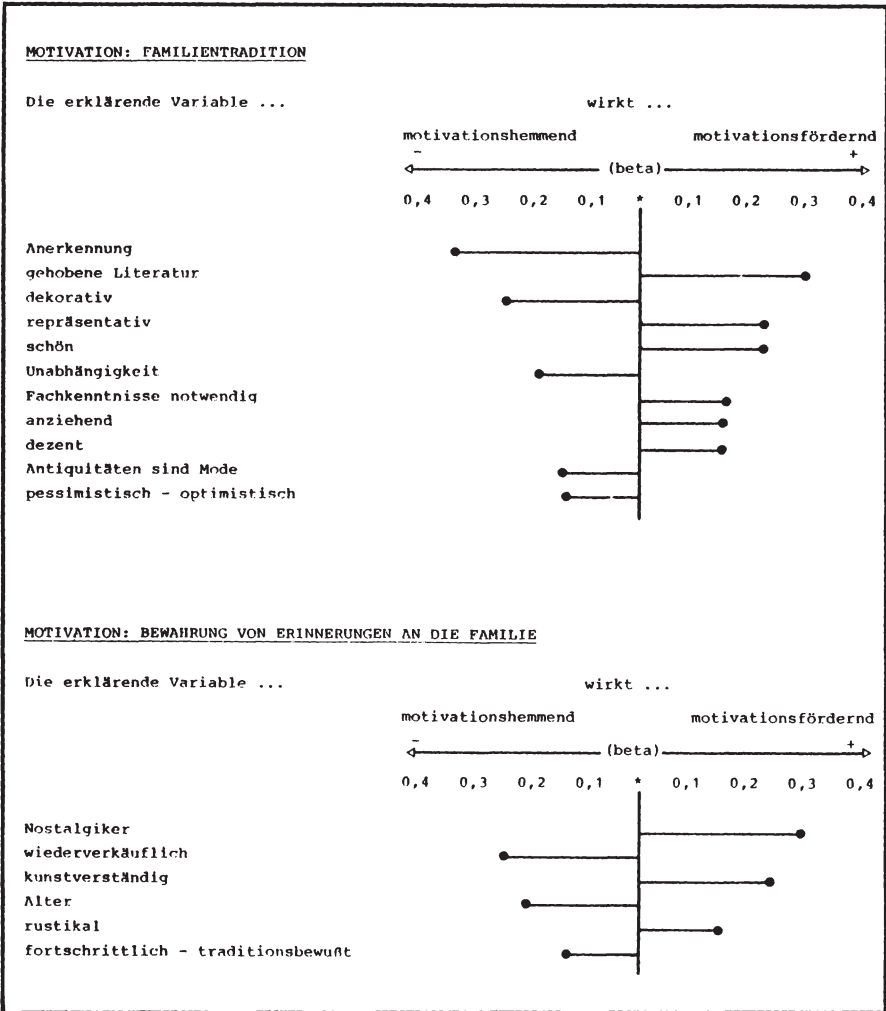 MOTIVATION: FAMILIENTRADITION
Die erklärende Variable ... wirkt ...
motivationshemmend motivationsfördernd
- +
(beta)
0,4 0,3 0,2 0,1 * 0,1 0,2 0,3 0,4
Anerkennung
gehobene Literatur
dekorativ
repräsentativ
schön
Unabhängigkeit
Fachkenntnisse notwendig
anziehend
dezent
Antiquitäten sind Mode
pessimistisch - optimistisch
MOTIVATION: BEWAHRUNG VON ERINNERUNGEN AN DIE FAMILIE
Die erklärende Variable ... wirkt ...
motivationshemmend motivationsfördernd
- +
(beta)
0,4 0,3 0,2 0,1 * 0,1 0,2 0,3 0,4
Nostalgiker
wiederverkäuflich
kunstverständig
Alter
rustikal
fortschrittlich - traditionsbewußt